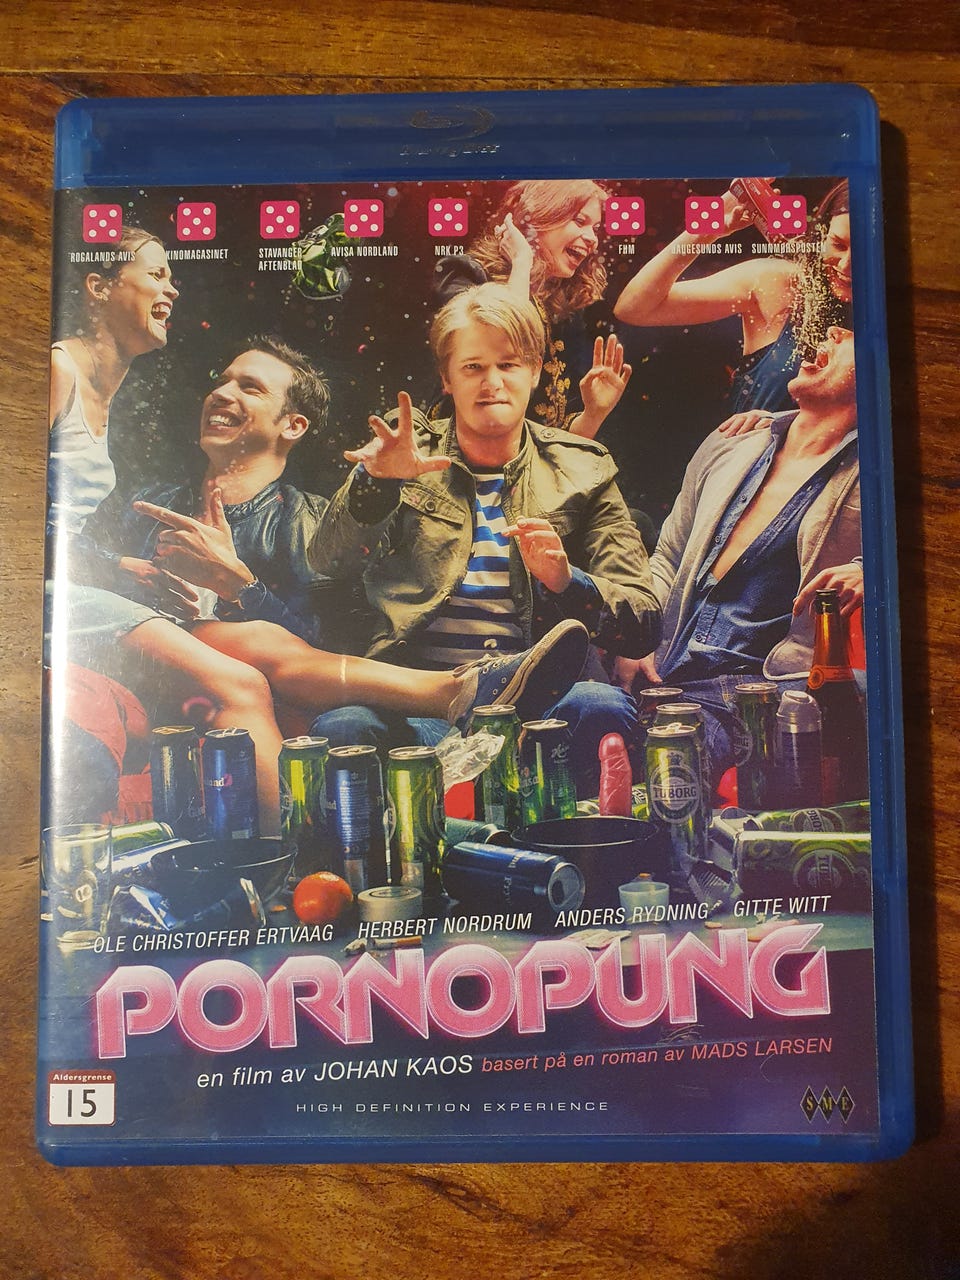 ROGALANDS AVIS
KINOMAGASINET
STAVANGER
AFTENBLAD
AVISA NORDLAND
NRK P3
FHM
HAUGESUNDS AVIS
SUNNMØRSPOSTEN
TUBORG
OLE CHRISTOFFER ERTVAAG HERBERT NORDRUM ANDERS RYDNING GITTE WITT
PORNOPUNG
en film av JOHAN KAOS basert på en roman av MADS LARSEN
Aldersgrense
15
HIGH DEFINITION EXPERIENCE
SME